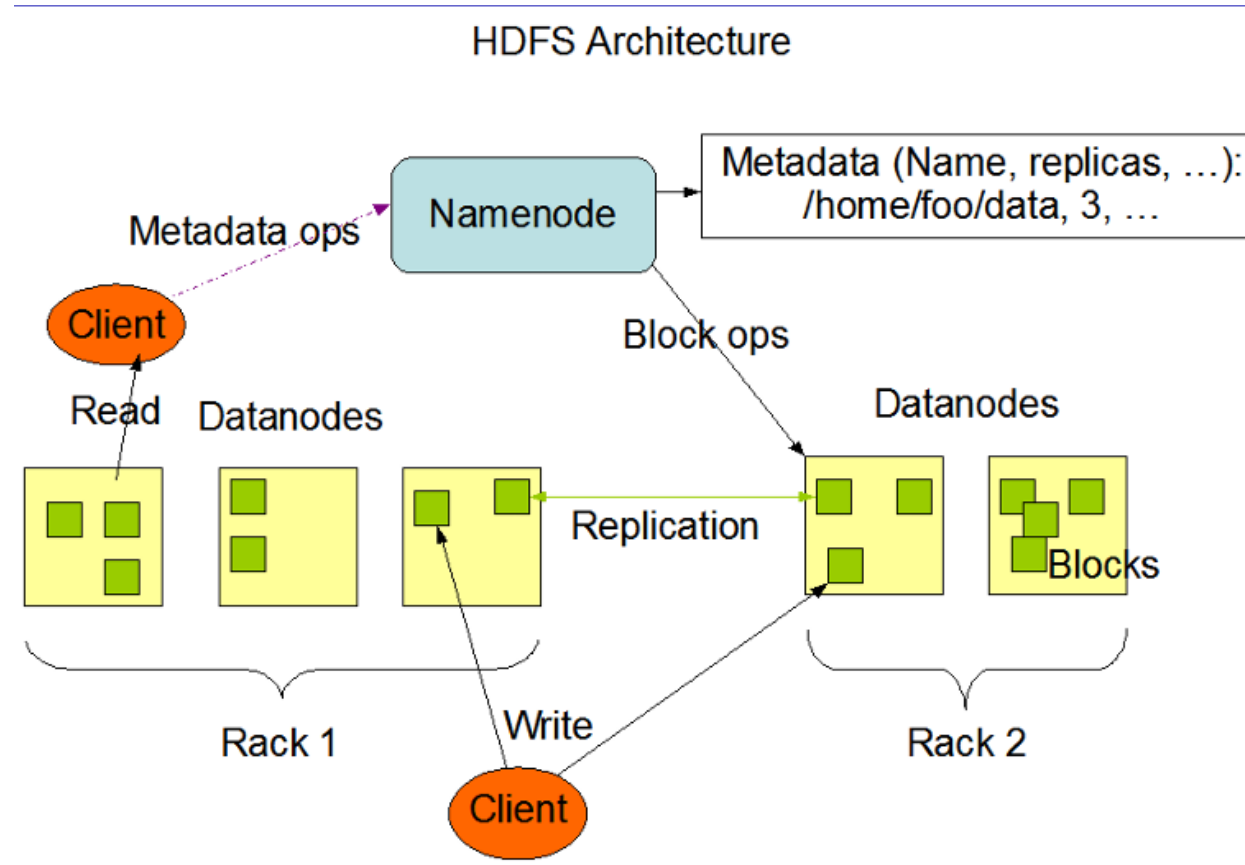 HDFS Architecture
Metadata (Name, replicas, …):
/home/foo/data, 3, …
Namenode
Metadata ops
Client
Block ops
Read
Datanodes
Datanodes
Replication
Blocks
Rack 1
Write
Rack 2
Client